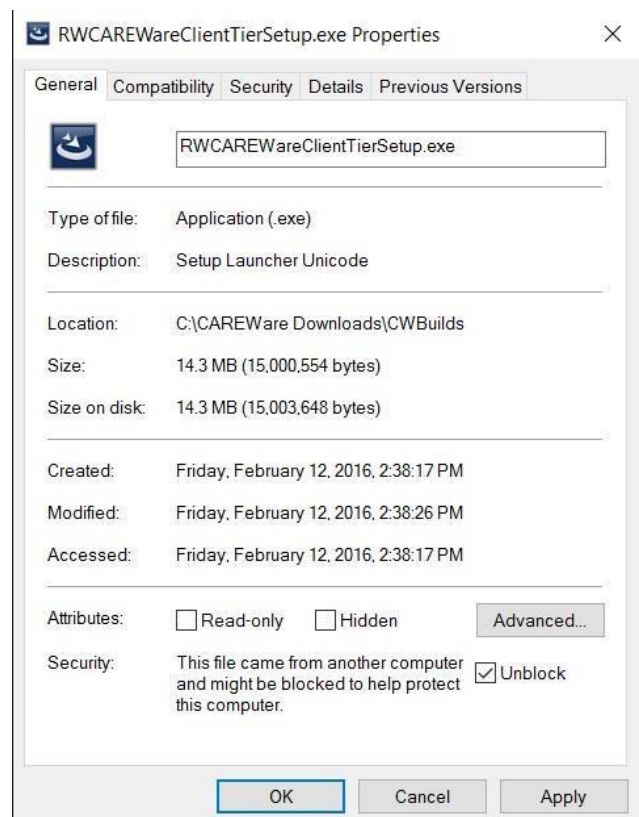 RWCAREWareClientTierSetup.exe Properties
General Compatibility Security Details Previous Versions
RWCAREWareClientTierSetup.exe
Type of file: Application (.exe)
Description: Setup Launcher Unicode
Location: C:\CAREWare Downloads\CWBuilds
Size: 14.3 MB (15,000,554 bytes)
Size on disk: 14.3 MB (15,003,648 bytes)
Created: Friday, February 12, 2016, 2:38:17 PM
Modified: Friday, February 12, 2016, 2:38:26 PM
Accessed: Friday, February 12, 2016, 2:38:17 PM
Attributes: Read-only Hidden Advanced...
Security: This file came from another computer
and might be blocked to help protect
this computer.
Unblock
OK Cancel Apply